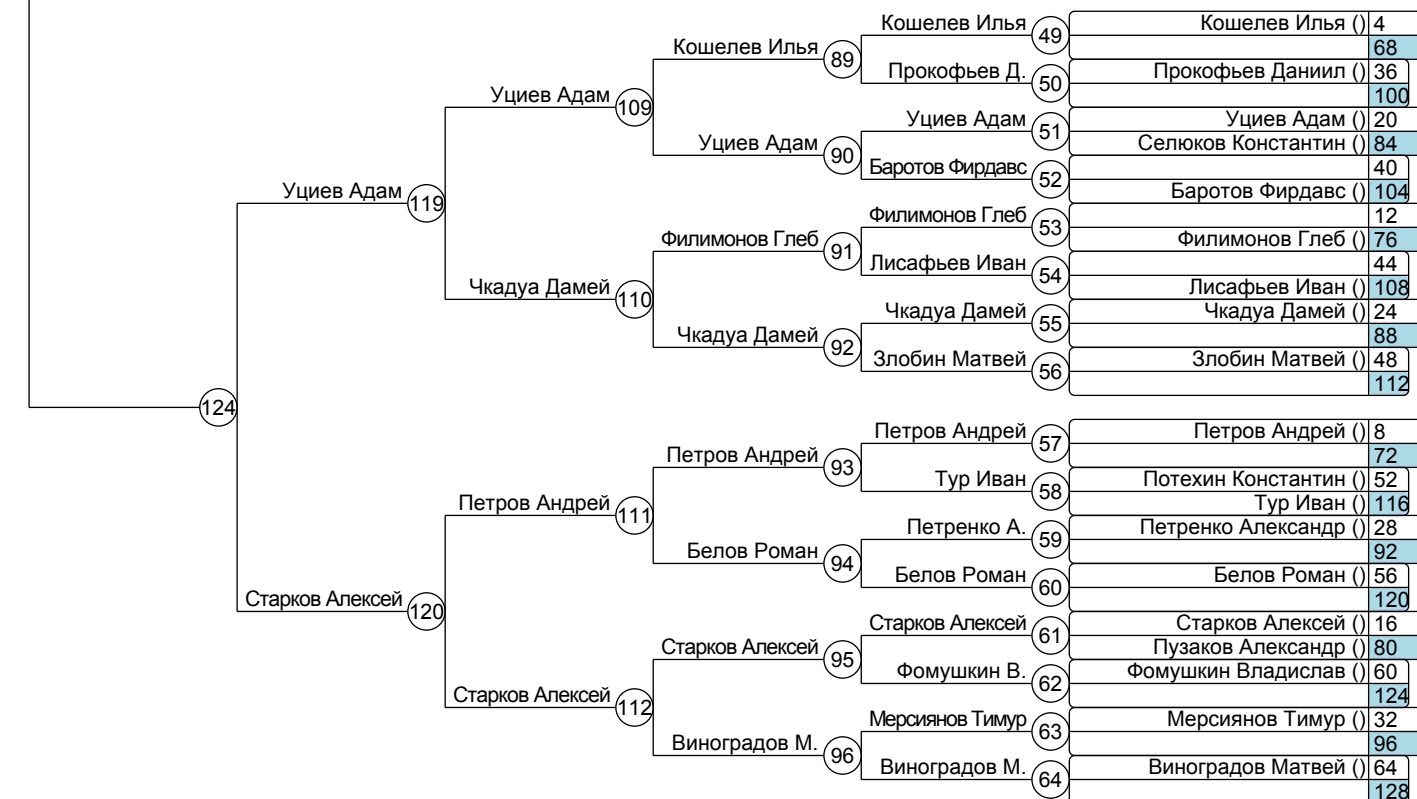 Кошелев Илья
49
Кошелев Илья () 4
68
Кошелев Илья
89
Прокофьев Д.
50
Прокофьев Даниил () 36
100
Уциев Адам
109
Уциев Адам
51
Уциев Адам () 20
Селюков Константин () 84
Уциев Адам
90
Баротов Фирдавс
52
40
Баротов Фирдавс () 104
Уциев Адам
119
Филимонов Глеб
53
12
Филимонов Глеб () 76
Филимонов Глеб
91
Лисафьев Иван
54
44
Лисафьев Иван () 108
Чкадуа Дамей
110
Чкадуа Дамей
55
Чкадуа Дамей () 24
88
Чкадуа Дамей
92
Злобин Матвей
56
Злобин Матвей () 48
112
124
Петров Андрей
57
Петров Андрей () 8
72
Петров Андрей
93
Тур Иван
58
Потехин Константин () 52
Тур Иван () 116
Петров Андрей
111
Петренко А.
59
Петренко Александр () 28
92
Белов Роман
94
Белов Роман
60
Белов Роман () 56
120
Старков Алексей
120
Старков Алексей
61
Старков Алексей () 16
Пузаков Александр () 80
Старков Алексей
95
Фомушкин В.
62
Фомушкин Владислав () 60
124
Старков Алексей
112
Мерсиянов Тимур
63
Мерсиянов Тимур () 32
96
Виноградов М.
96
Виноградов М.
64
Виноградов Матвей () 64
128